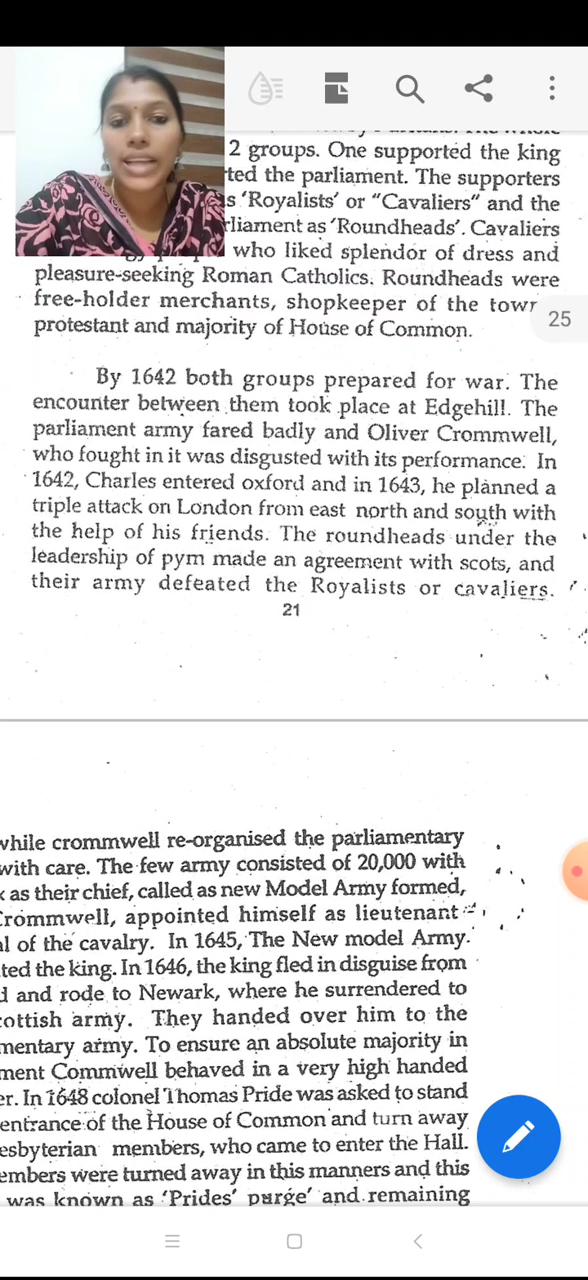 2 groups. One supported the king
ted the parliament. The supporters
s 'Royalists' or "Cavaliers" and the
rliament as 'Roundheads'. Cavaliers
who liked splendor of dress and
pleasure-seeking Roman Catholics. Roundheads were
free-holder merchants, shopkeeper of the tow
protestant and majority of House of Common.
25
By 1642 both groups prepared for war. The
encounter between them took place at Edgehill. The
parliament army fared badly and Oliver Crommwell,
who fought in it was disgusted with its performance. In
1642, Charles entered oxford and in 1643, he planned a
triple attack on London from east north and south with
the help of his friends. The roundheads under the
leadership of pym made an agreement with scots, and
their army defeated the Royalists or cavaliers.
21
while crommwell re-organised the parliamentary
with care. The few army consisted of 20,000 with
as their chief, called as new Model Army formed,
Crommwell, appointed himself as lieutenant
l of the cavalry. In 1645, The New model Army.
ted the king. In 1646, the king fled in disguise from
d and rode to Newark, where he surrendered to
ottish army. They handed over him to the
mentary army. To ensure an absolute majority in
ment Commwell behaved in a very high handed
er. In 1648 colonel Thomas Pride was asked to stand
entrance of the House of Common and turn away
esbyterian members, who came to enter the Hall.
embers were turned away in this manners and this
was known as 'Prides' purge' and remaining